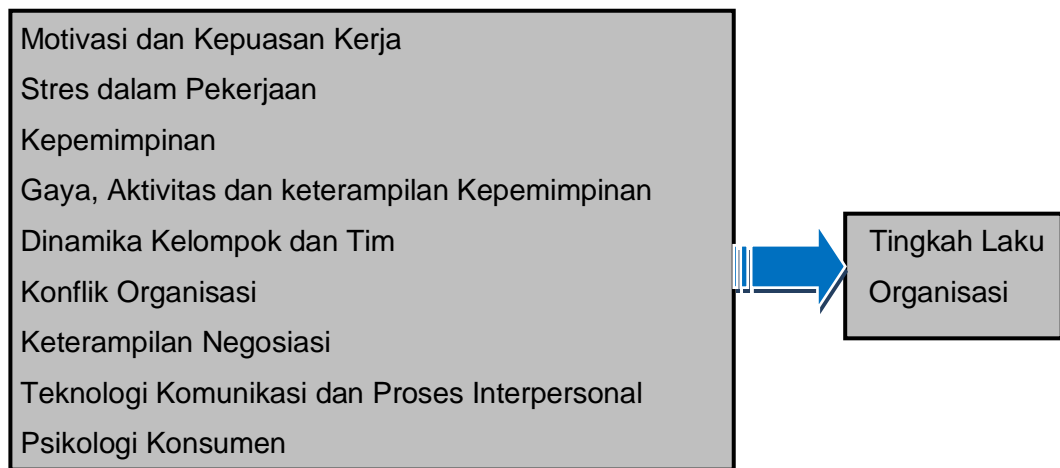 Motivasi dan Kepuasan Kerja
Stres dalam Pekerjaan
Kepemimpinan
Gaya, Aktivitas dan keterampilan Kepemimpinan
Dinamika Kelompok dan Tim
Konflik Organisasi
Keterampilan Negosiasi
Teknologi Komunikasi dan Proses Interpersonal
Psikologi Konsumen
Tingkah Laku
Organisasi